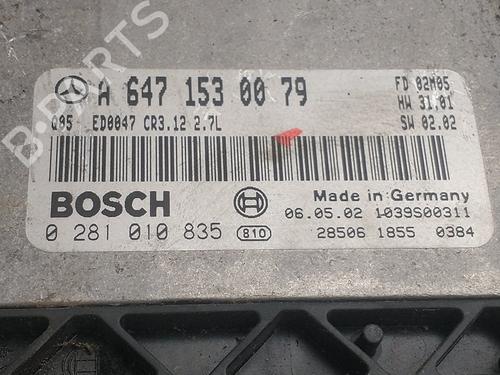 B-PARTS
A 647 153 00 79
FD 02M05
HW 31.01
Q95 ED0047 CR3.12 2.7L
SW 02.02
BOSCH
Made in Germany
06.05.02 1039S00311
0 281 010 835 810
28506 1855 0384